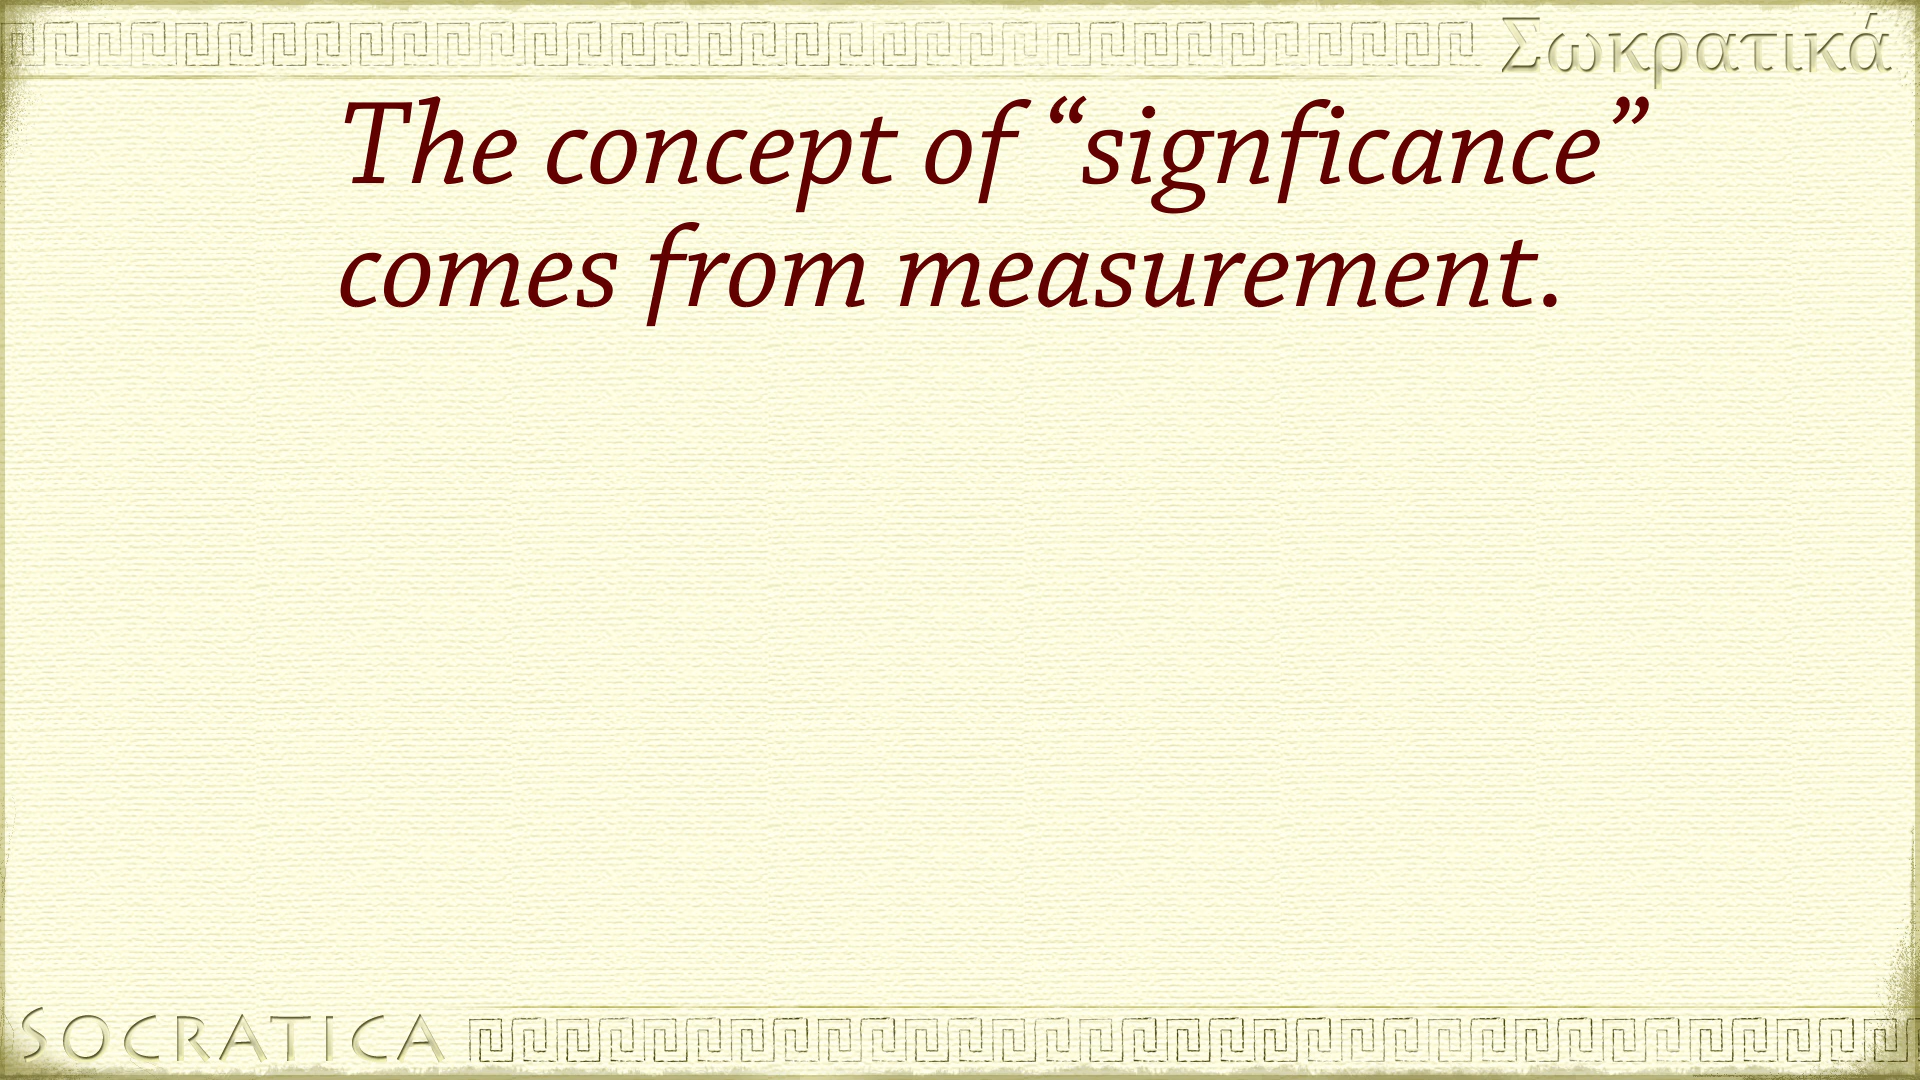 Σωκρατικά
The concept of “signficance”
comes from measurement.
SOCRATICA